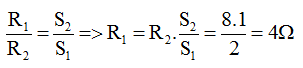 R₁/R₂ = S₂/S₁ => R₁ = R₂.S₂/S₁ = 8.1/2 = 4Ω